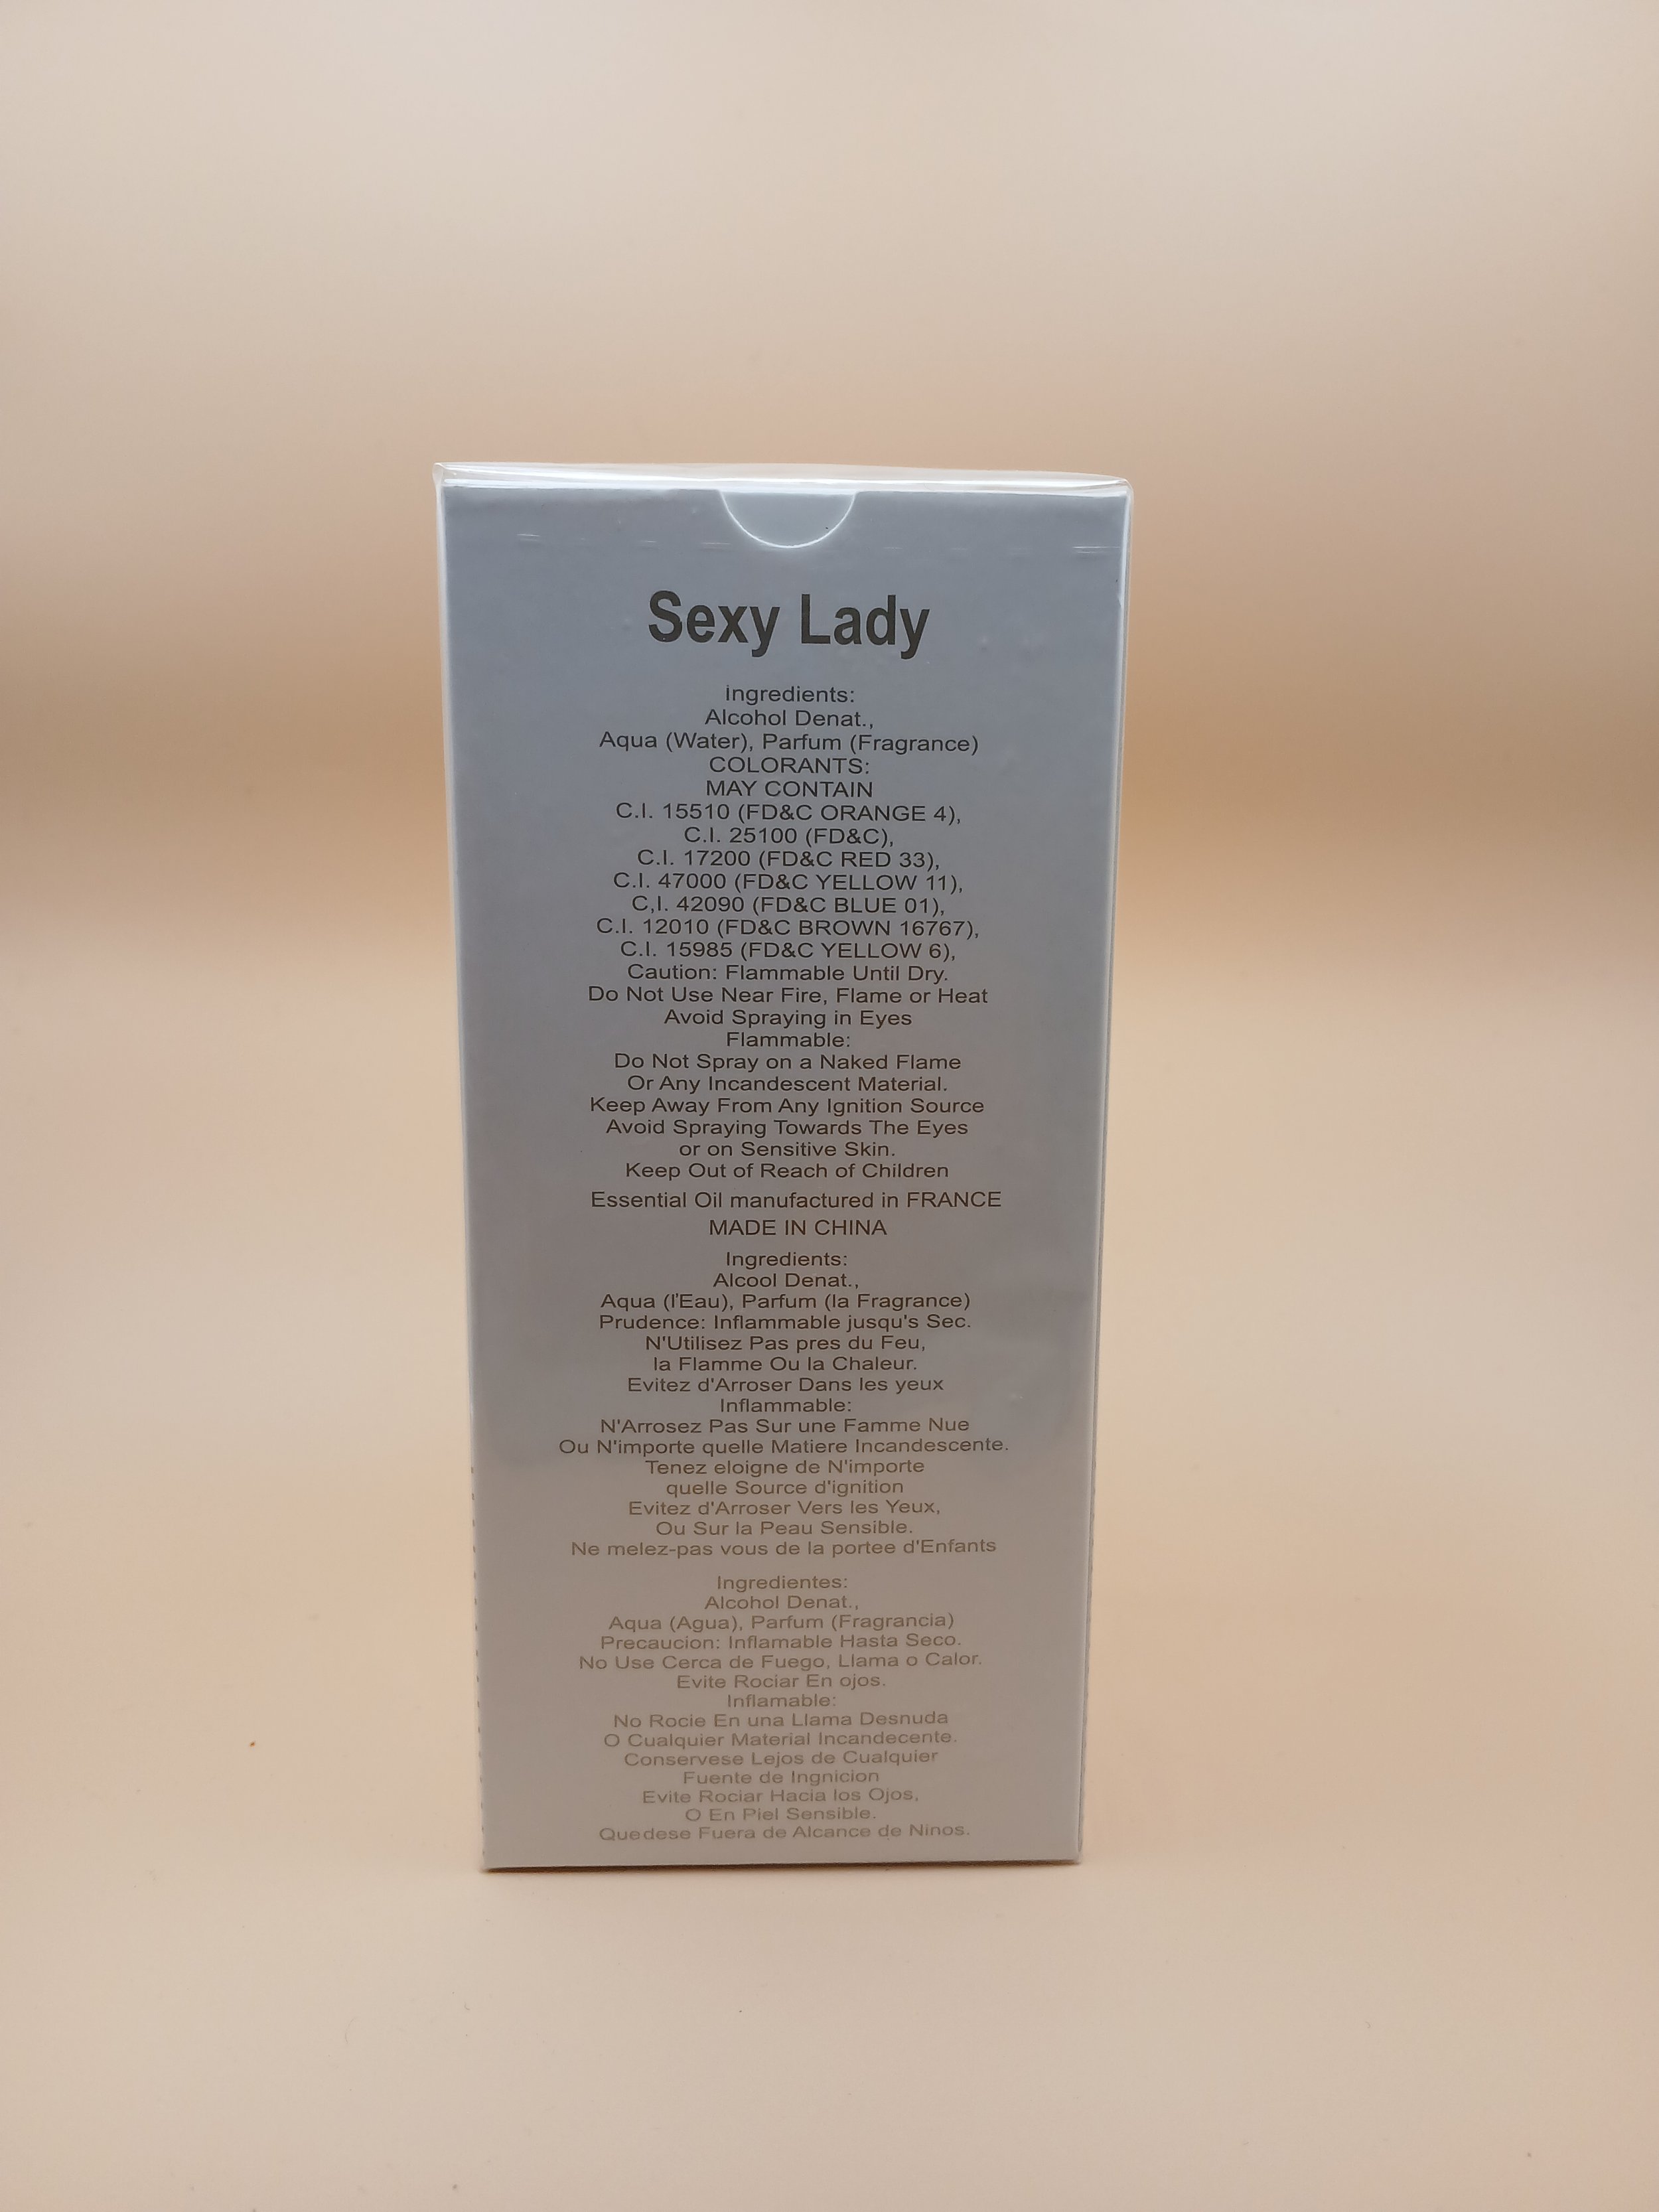 Sexy Lady
Ingredients:
Alcohol Denat.,
Aqua (Water), Parfum (Fragrance)
COLORANTS:
MAY CONTAIN
C.I. 15510 (FD&C ORANGE 4),
C.I. 25100 (FD&C),
C.I. 17200 (FD&C RED 33),
C.I. 47000 (FD&C YELLOW 11),
C,I. 42090 (FD&C BLUE 01),
C.I. 12010 (FD&C BROWN 16767),
C.I. 15985 (FD&C YELLOW 6),
Caution: Flammable Until Dry.
Do Not Use Near Fire, Flame or Heat
Avoid Spraying in Eyes
Flammable:
Do Not Spray on a Naked Flame
Or Any Incandescent Material.
Keep Away From Any Ignition Source
Avoid Spraying Towards The Eyes
or on Sensitive Skin.
Keep Out of Reach of Children
Essential Oil manufactured in FRANCE
MADE IN CHINA
Ingredients:
Alcool Denat.,
Aqua (l'Eau), Parfum (la Fragrance)
Prudence: Inflammable jusqu's Sec.
N'Utilisez Pas pres du Feu,
la Flamme Ou la Chaleur.
Evitez d'Arroser Dans les yeux
Inflammable:
N'Arrosez Pas Sur une Famme Nue
Ou N'importe quelle Matiere Incandescente.
Tenez eloigne de N'importe
quelle Source d'ignition
Evitez d'Arroser Vers les Yeux,
Ou Sur la Peau Sensible.
Ne melez-pas vous de la portee d'Enfants
Ingredientes:
Alcohol Denat.,
Aqua (Agua), Parfum (Fragrancia)
Precaucion: Inflamable Hasta Seco.
No Use Cerca de Fuego, Llama o Calor.
Evite Rociar En ojos.
Inflamable:
No Rocie En una Llama Desnuda
O Cualquier Material Incandecente.
Conservese Lejos de Cualquier
Fuente de Ingnicion
Evite Rociar Hacia los Ojos,
O En Piel Sensible.
Quedese Fuera de Alcance de Ninos.